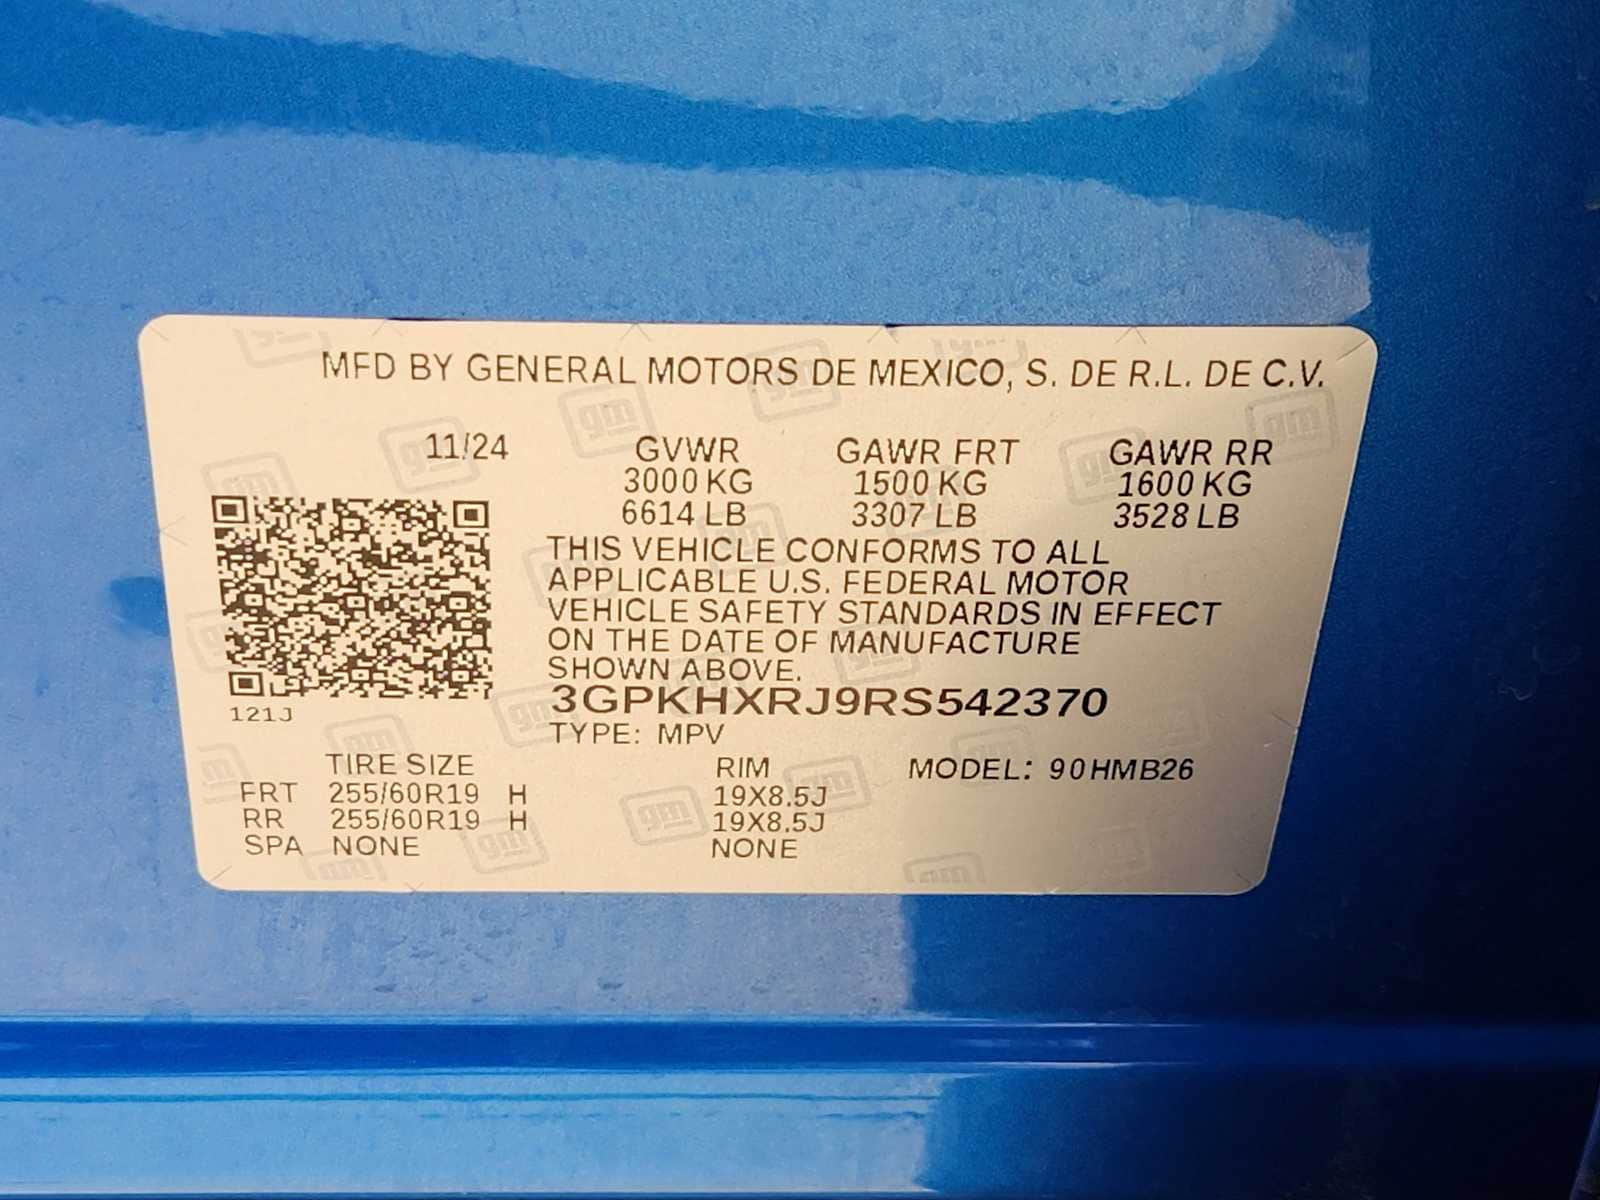 MFD BY GENERAL MOTORS DE MEXICO, S. DE R.L. DE C.V.
11/24 GVWR GAWR FRT GAWR RR
3000 KG 1500 KG 1600 KG
6614 LB 3307 LB 3528 LB
THIS VEHICLE CONFORMS TO ALL
APPLICABLE U.S. FEDERAL MOTOR
VEHICLE SAFETY STANDARDS IN EFFECT
ON THE DATE OF MANUFACTURE
SHOWN ABOVE.
3GPKHXRJ9RS542370
121J
TYPE: MPV
TIRE SIZE RIM MODEL: 90HMB26
FRT 255/60R19 H 19X8.5J
RR 255/60R19 H 19X8.5J
SPA NONE NONE